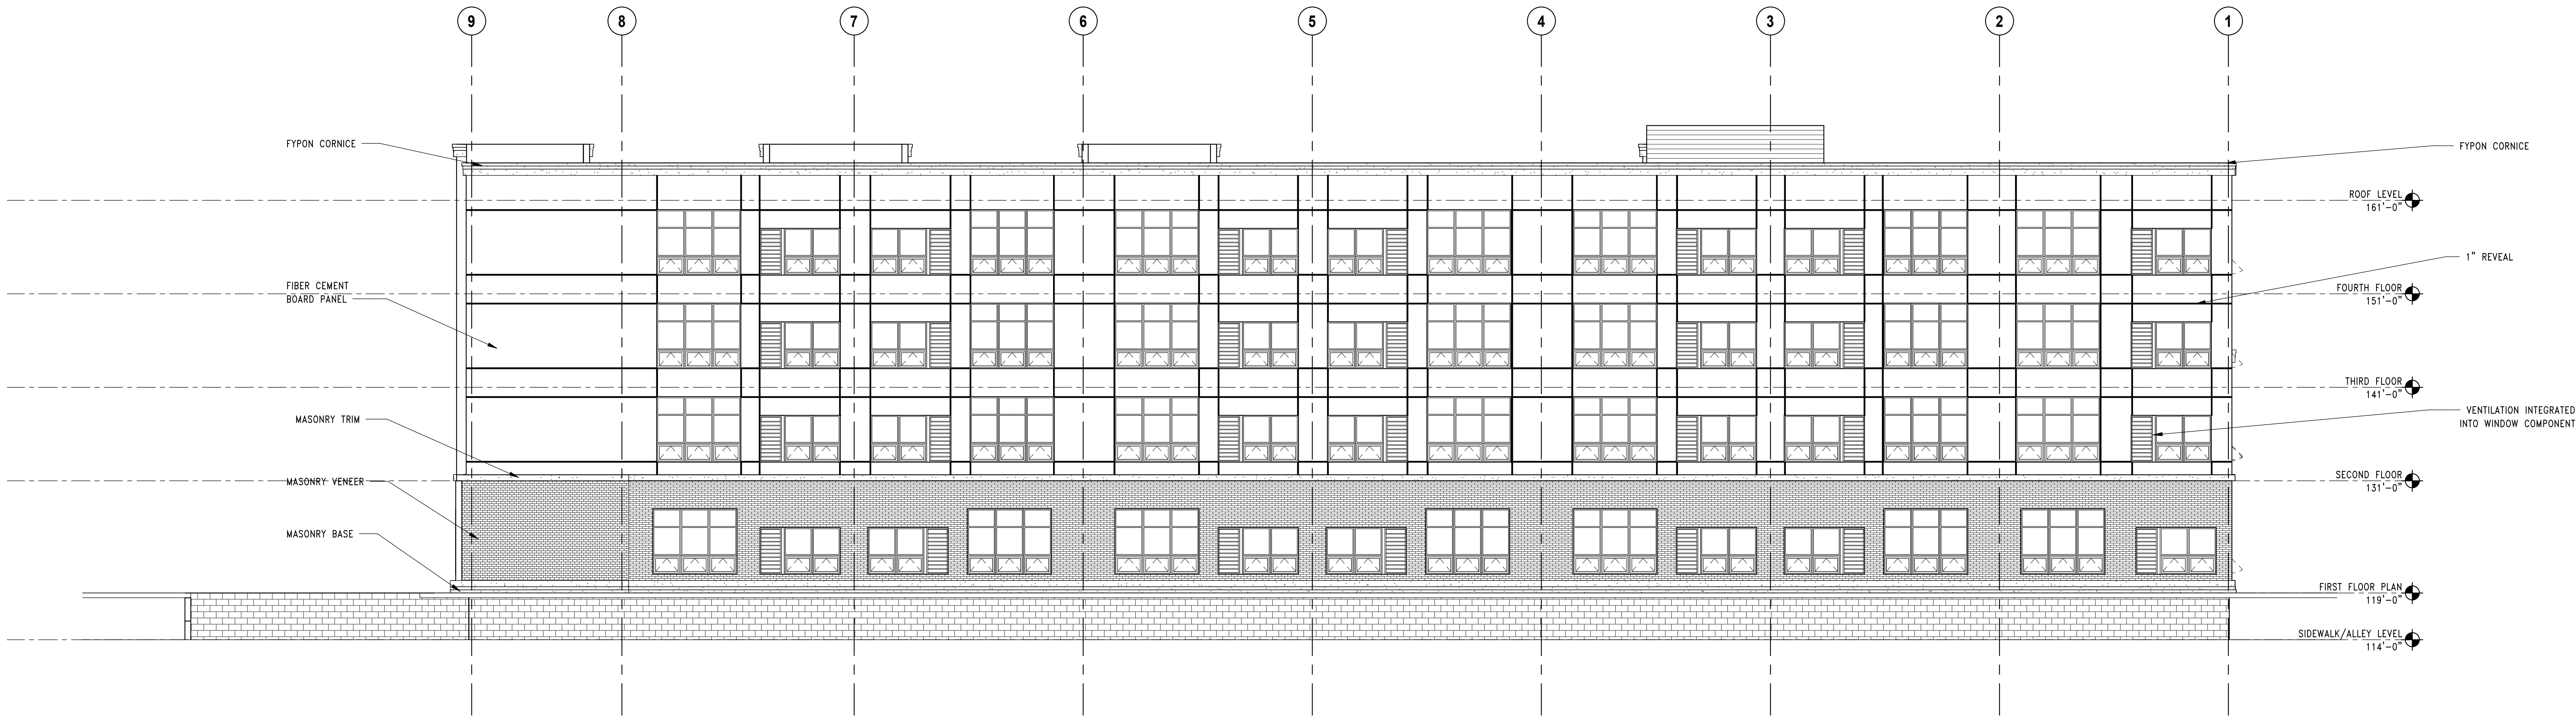 9
8
7
6
5
4
3
2
1
FYPON CORNICE
FYPON CORNICE
ROOF LEVEL
161'-0"
1" REVEAL
FIBER CEMENT
BOARD PANEL
FOURTH FLOOR
151'-0"
THIRD FLOOR
141'-0"
MASONRY TRIM
VENTILATION INTEGRATED
INTO WINDOW COMPONENT
MASONRY VENEER
SECOND FLOOR
131'-0"
MASONRY BASE
FIRST FLOOR PLAN
119'-0"
SIDEWALK/ALLEY LEVEL
114'-0"